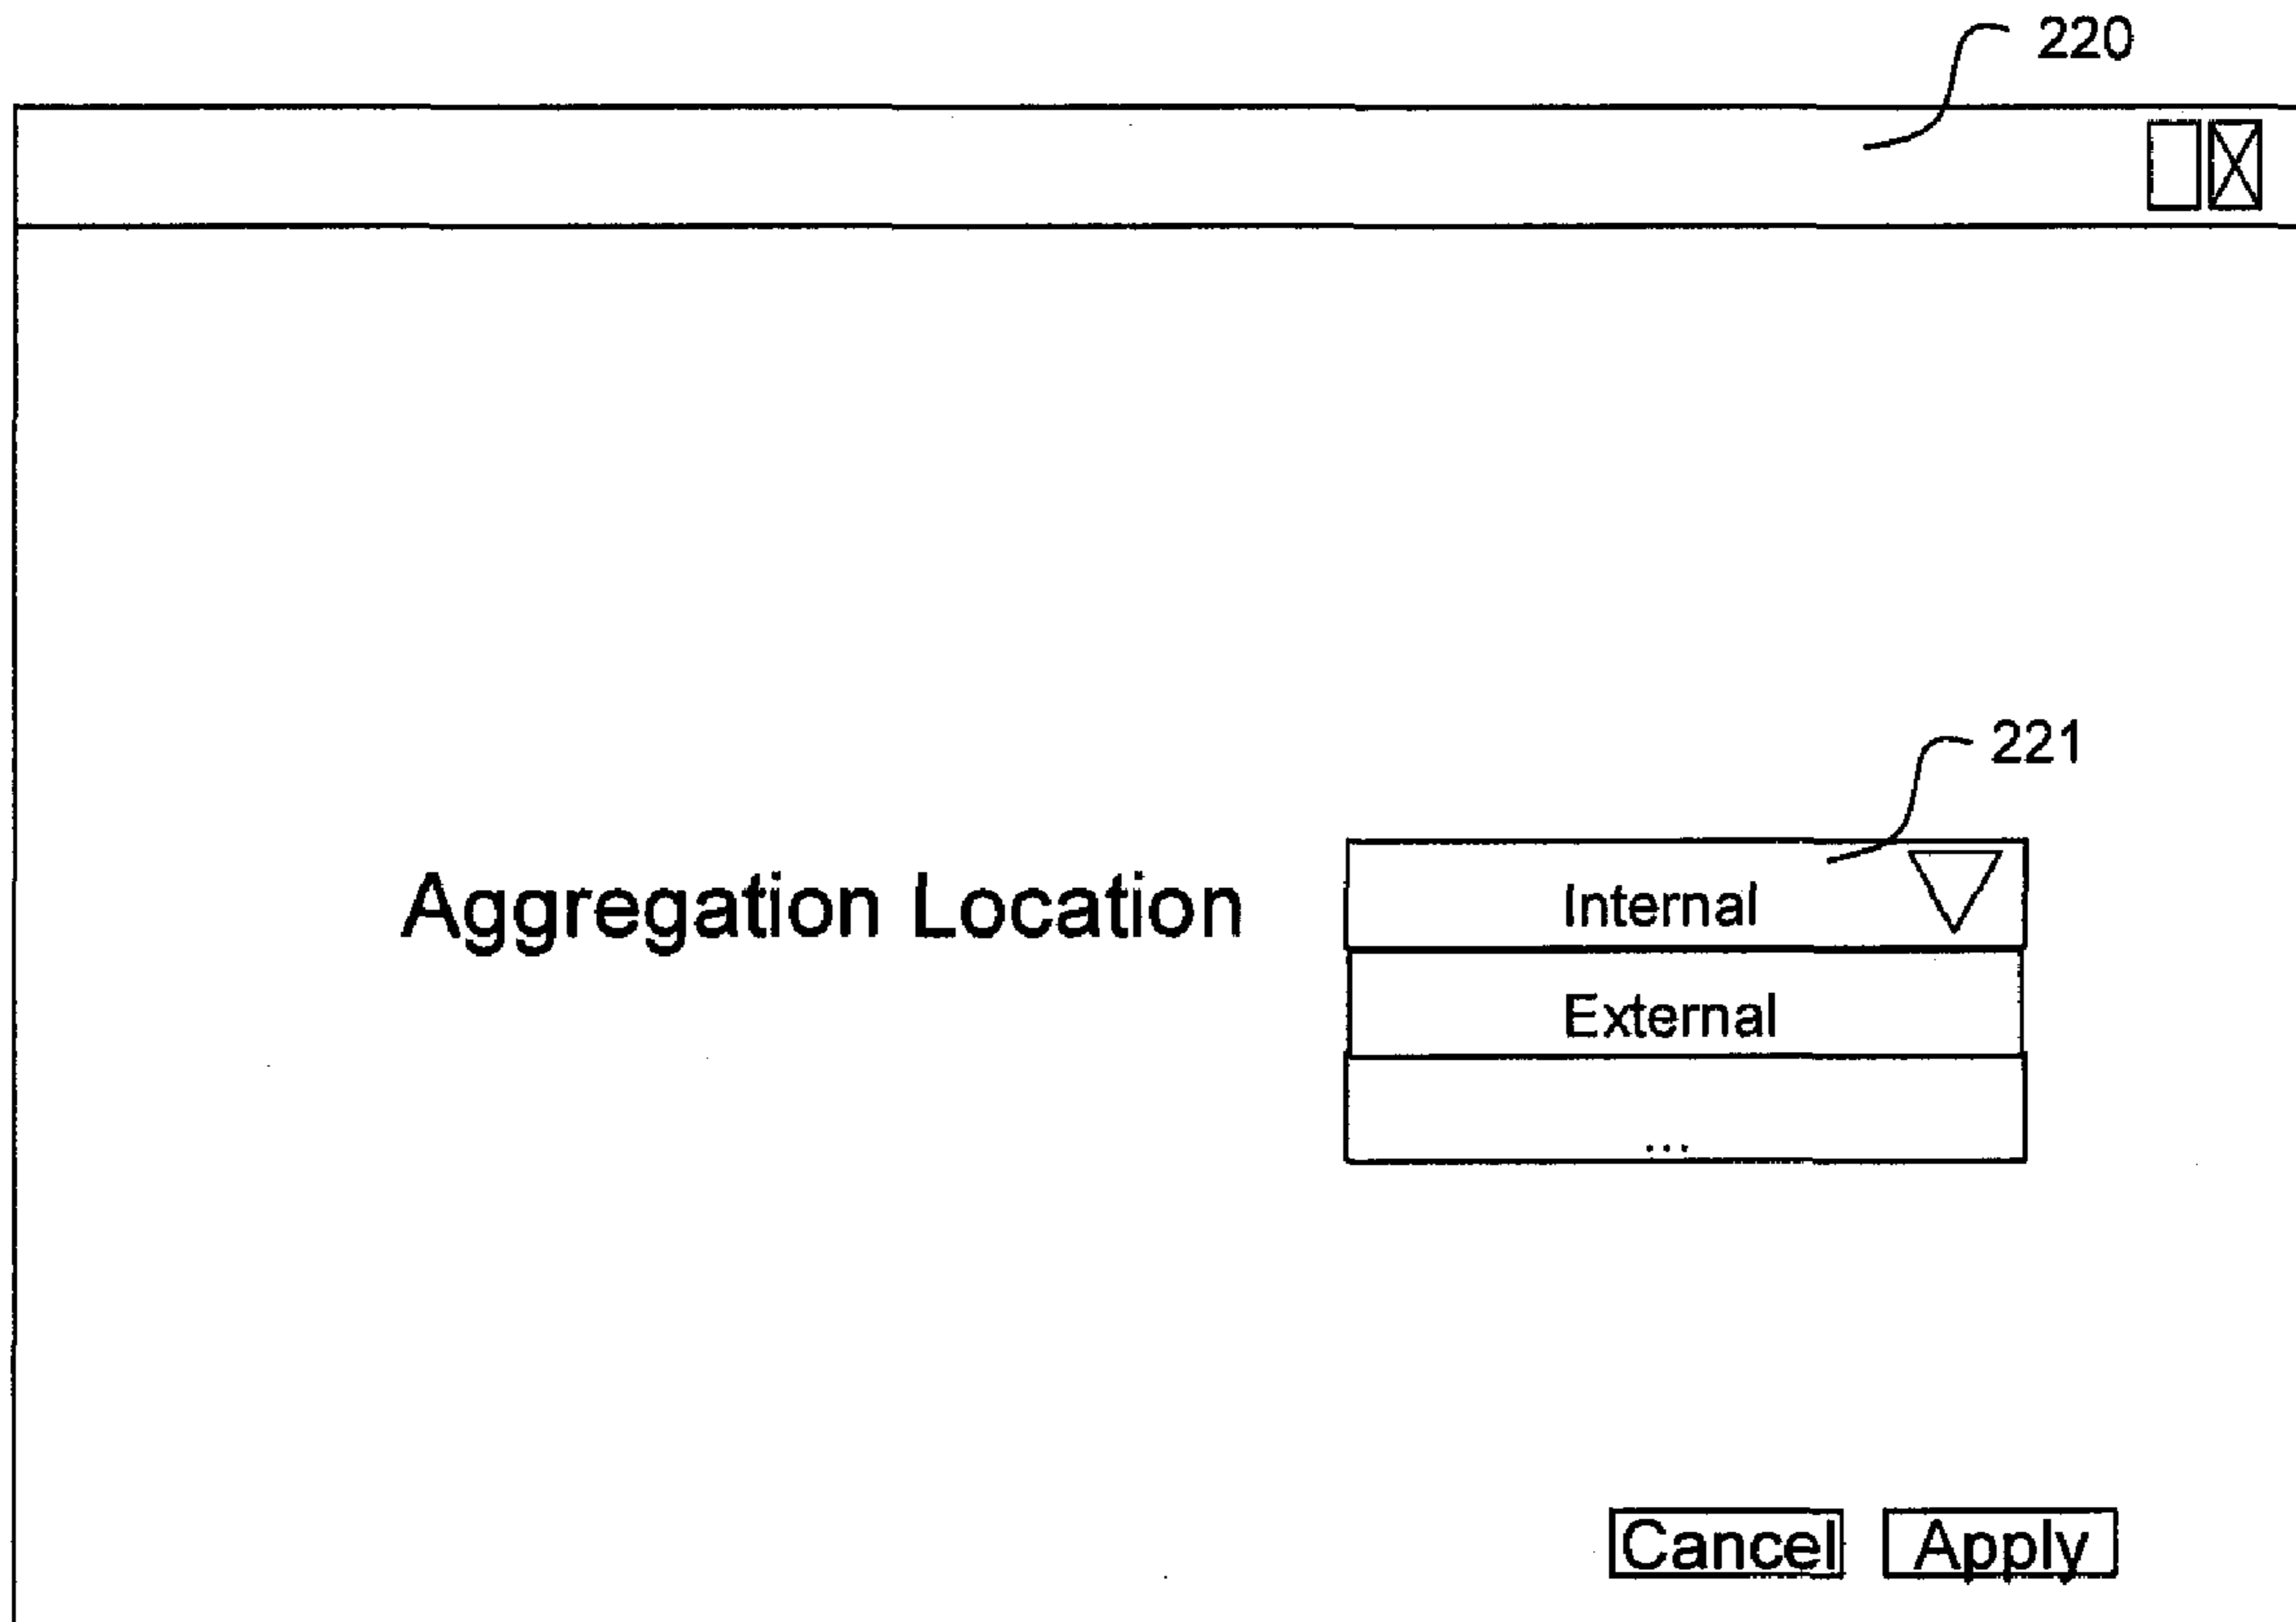 220
221
Aggregation Location
Internal
External
...
Cancel
Apply